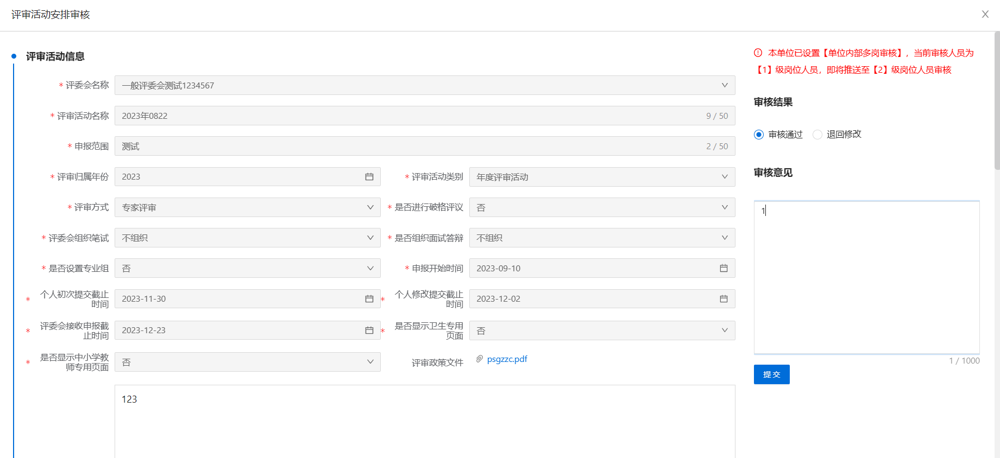 评审活动安排审核
评审活动信息
* 评委会名称 一般评委会测试1234567
* 评审活动名称 2023年0822 9 / 50
* 申报范围 测试 2 / 50
* 评审归属年份 2023 * 评审活动类别 年度评审活动
* 评审方式 专家评审 * 是否进行破格评议 否
* 评委会组织笔试 不组织 * 是否组织面试答辩 不组织
* 是否设置专业组 否 * 申报开始时间 2023-09-10
* 个人初次提交截止
时间 2023-11-30 * 个人修改提交截止
时间 2023-12-02
* 评委会接收申报截
止时间 2023-12-23 * 是否显示卫生专用
页面 否
* 是否显示中小学教
师专用页面 否 评审政策文件 psgzzc.pdf
123
本单位已设置【单位内部多岗审核】，当前审核人员为
【1】级岗位人员，即将推送至【2】级岗位人员审核
审核结果
审核通过 退回修改
审核意见
1
1 / 1000
提交